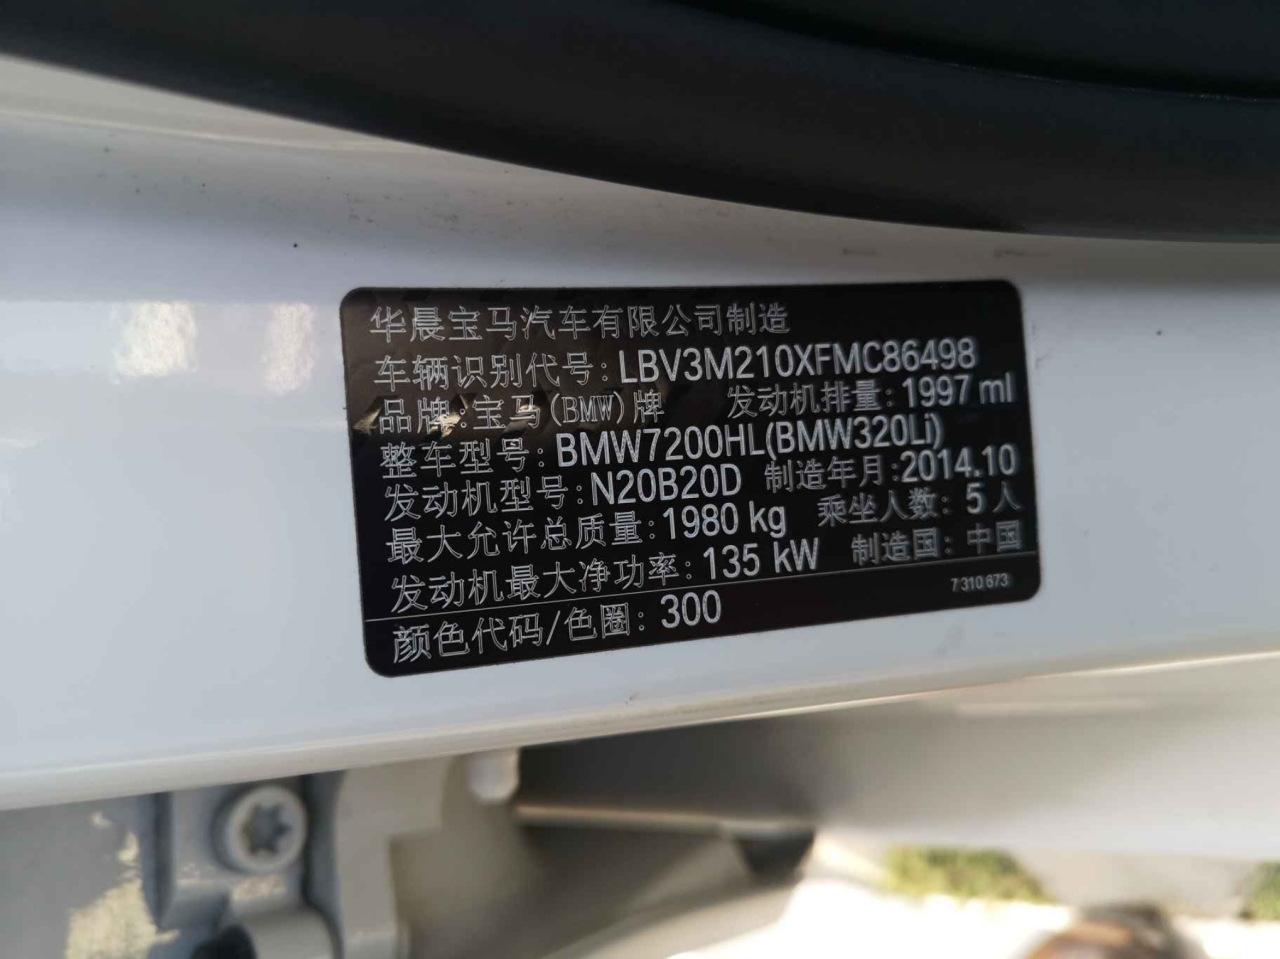 华晨宝马汽车有限公司制造
车辆识别代号：LBV3M210XFMC86498
品牌：宝马(BMW)牌 发动机排量：1997 ml
整车型号：BMW7200HL(BMW320Li)
发动机型号：N20B20D 制造年月：2014.10
最大允许总质量：1980 kg 乘坐人数：5人
发动机最大净功率：135 kW 制造国：中国
7 310 673
颜色代码/色圈：300